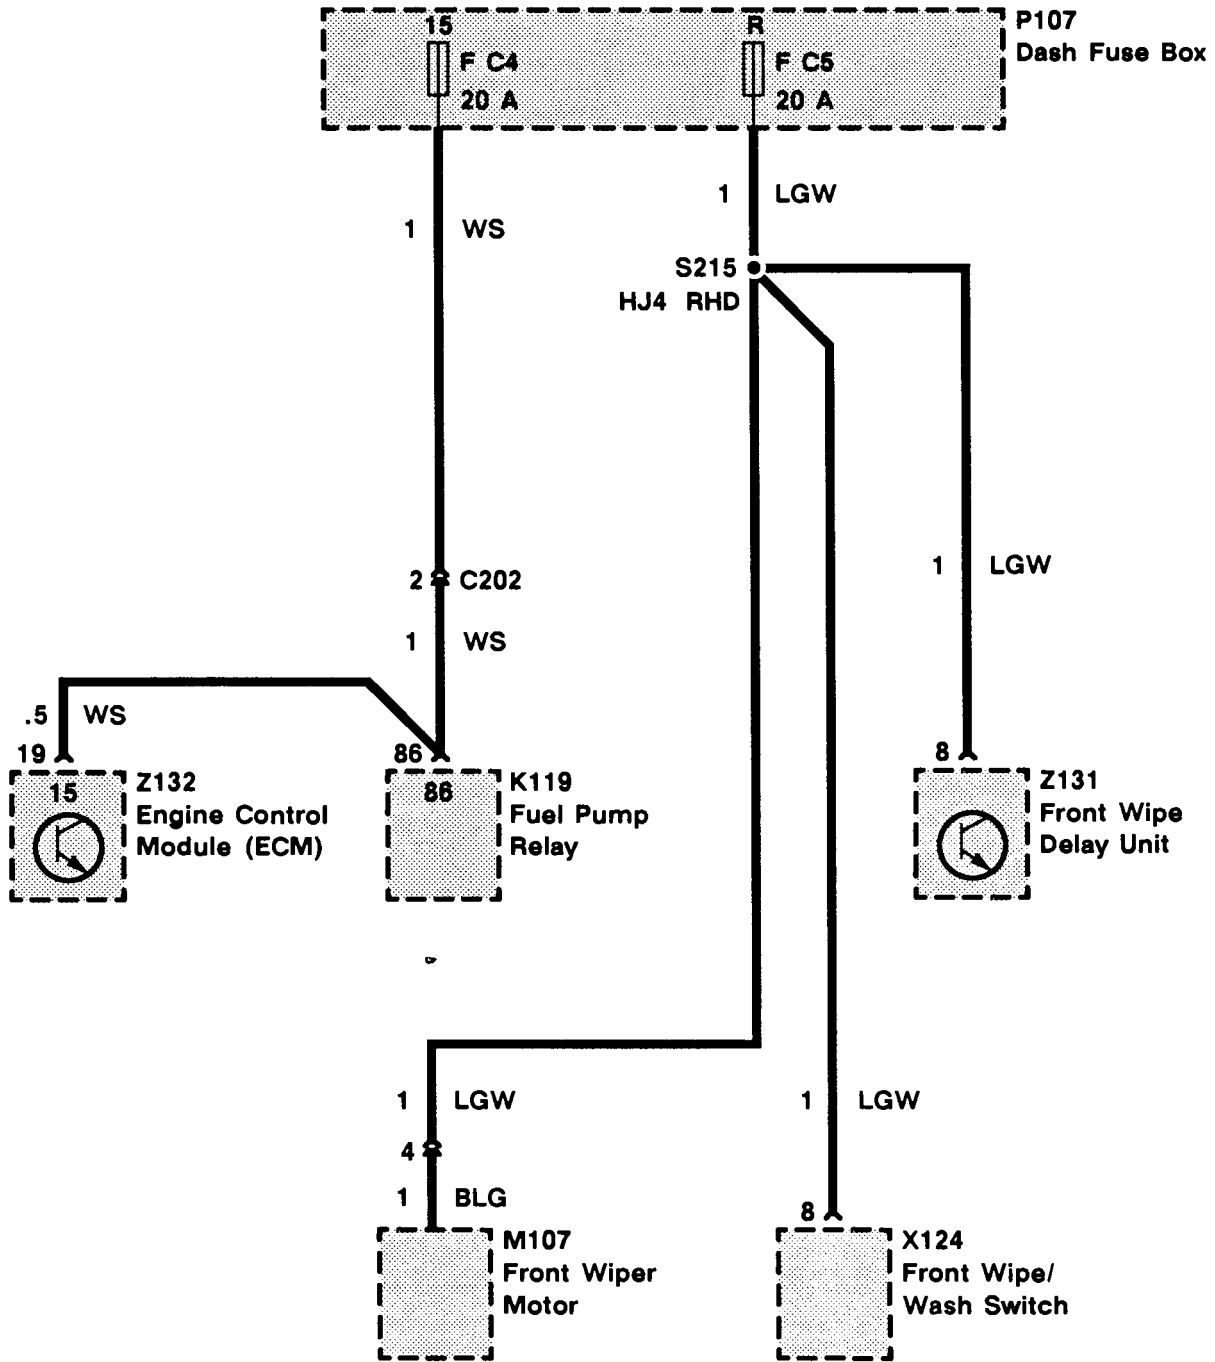 15
R
P107
Dash Fuse Box
F C4
20 A
F C5
20 A
1 LGW
1 WS
S215
HJ4 RHD
1 LGW
2 C202
1 WS
.5 WS
19
86
8
Z132
Engine Control
Module (ECM)
15
K119
Fuel Pump
Relay
86
Z131
Front Wipe
Delay Unit
1 LGW
1 LGW
4
1 BLG
8
M107
Front Wiper
Motor
X124
Front Wipe/
Wash Switch